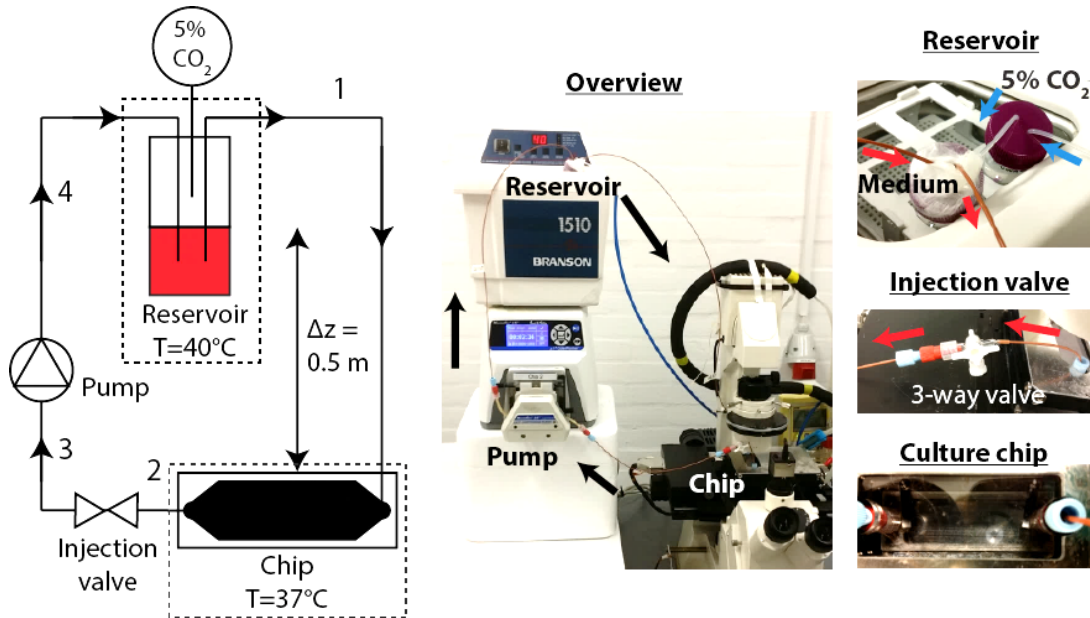 5%
CO2
1
4
Reservoir
T=40°C
Δz =
0.5 m
Pump
3
2
Injection
valve
Chip
T=37°C
Overview
40
Reservoir
1510
BRANSON
Pump
Chip
Reservoir
5% CO2
Medium
Injection valve
3-way valve
Culture chip